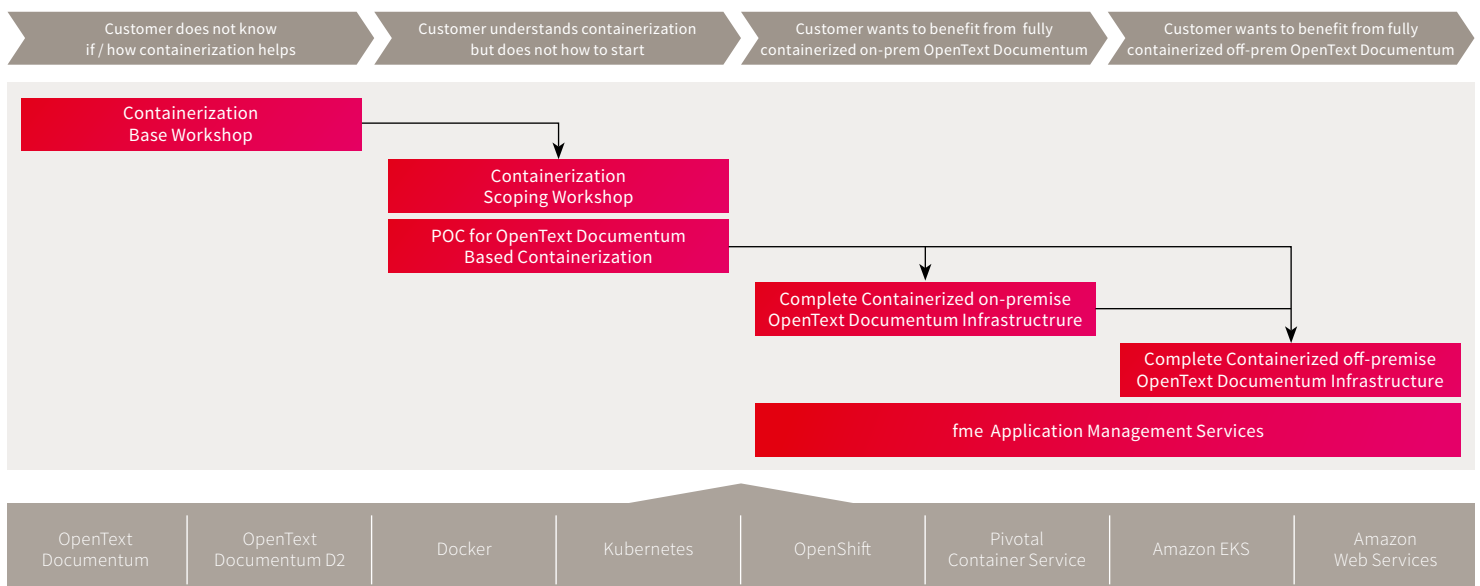 Customer does not know
if / how containerization helps
Customer understands containerization
but does not how to start
Customer wants to benefit from fully
containerized on-prem OpenText Documentum
Customer wants to benefit from fully
containerized off-prem OpenText Documentum
Containerization
Base Workshop
Containerization
Scoping Workshop
POC for OpenText Documentum
Based Containerization
Complete Containerized on-premise
OpenText Documentum Infrastructrure
Complete Containerized off-premise
OpenText Documentum Infrastructure
fme Application Management Services
OpenText
Documentum
OpenText
Documentum D2
Docker
Kubernetes
OpenShift
Pivotal
Container Service
Amazon EKS
Amazon
Web Services